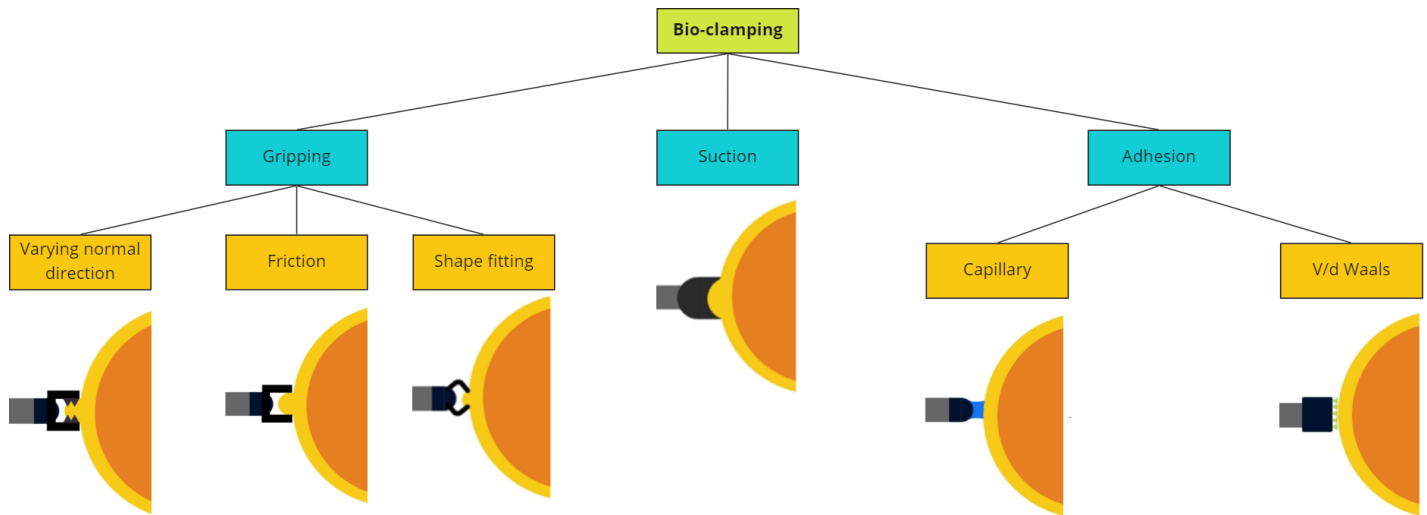 Bio-clamping
Gripping
Suction
Adhesion
Varying normal
direction
Friction
Shape fitting
Capillary
V/d Waals